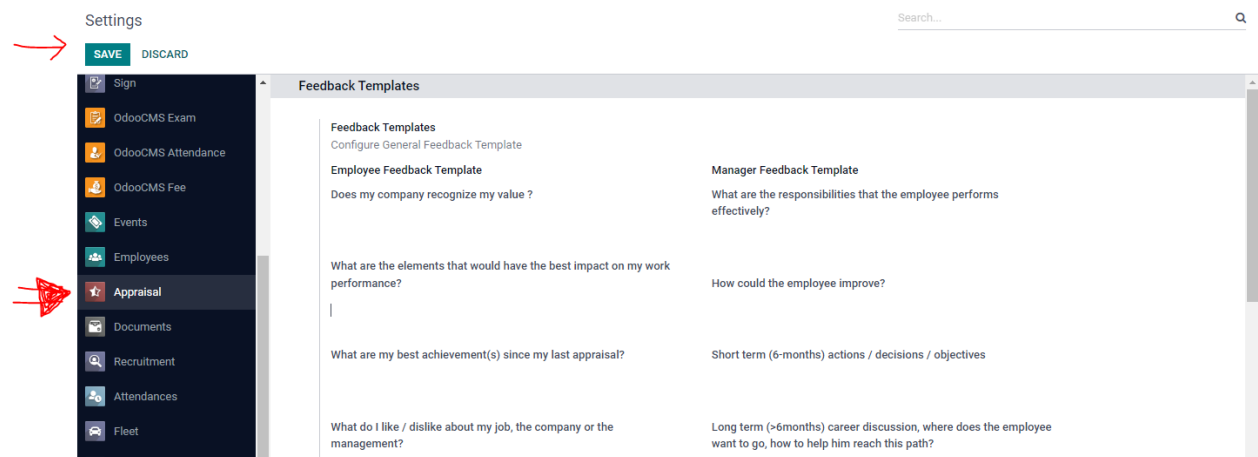 Settings
Search...
SAVE DISCARD
Sign
OdooCMS Exam
OdooCMS Attendance
OdooCMS Fee
Events
Employees
Appraisal
Documents
Recruitment
Attendances
Fleet
Feedback Templates
Feedback Templates
Configure General Feedback Template
Employee Feedback Template
Does my company recognize my value ?
What are the elements that would have the best impact on my work
performance?
What are my best achievement(s) since my last appraisal?
What do I like / dislike about my job, the company or the
management?
Manager Feedback Template
What are the responsibilities that the employee performs
effectively?
How could the employee improve?
Short term (6-months) actions / decisions / objectives
Long term (>6months) career discussion, where does the employee
want to go, how to help him reach this path?